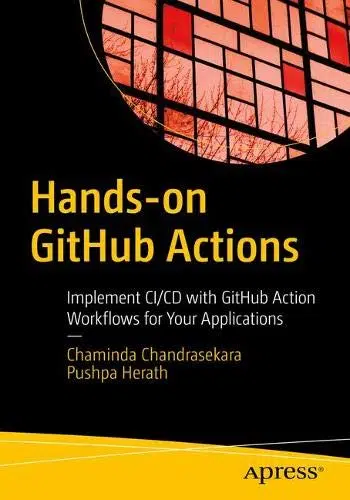 Hands-on
GitHub Actions
Implement CI/CD with GitHub Action
Workflows for Your Applications
—
Chaminda Chandrasekara
Pushpa Herath
Apress®